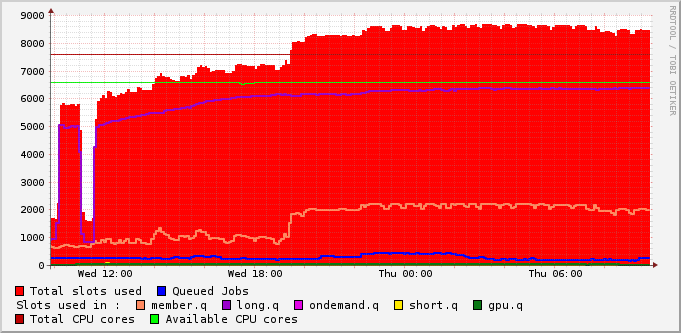 9000
8000
7000
6000
5000
4000
3000
2000
1000
0
Wed 12:00 Wed 18:00 Thu 00:00 Thu 06:00
RRDTOOL / TOBI OETIKER
Total slots used Queued Jobs
Slots used in : member.q long.q ondemand.q short.q gpu.q
Total CPU cores Available CPU cores